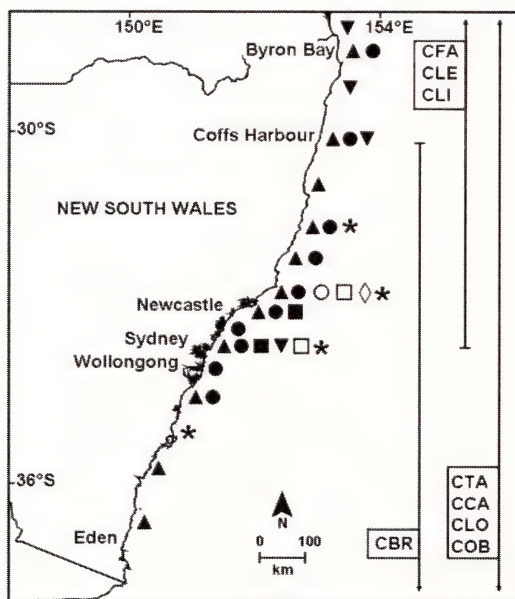 150°E
154°E
Byron Bay
CFA
CLE
CLI
30°S
Coffs Harbour
NEW SOUTH WALES
Newcastle
Sydney
Wollongong
36°S
Eden
N
0 100
km
CBR
CTA
CCA
CLO
COB